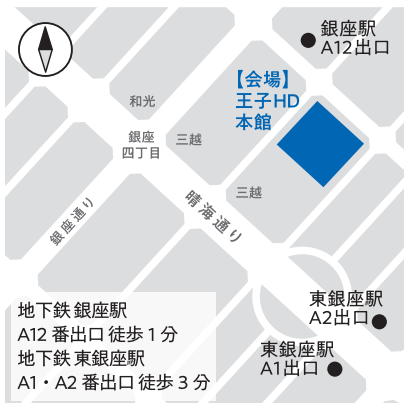 銀座駅
A12出口
【会場】
王子HD
本館
和光
銀座
四丁目
三越
三越
晴海通り
銀座通り
東銀座駅
A2出口
東銀座駅
A1出口
地下鉄 銀座駅
A12 番出口 徒歩 1 分
地下鉄 東銀座駅
A1・A2 番出口 徒歩 3 分